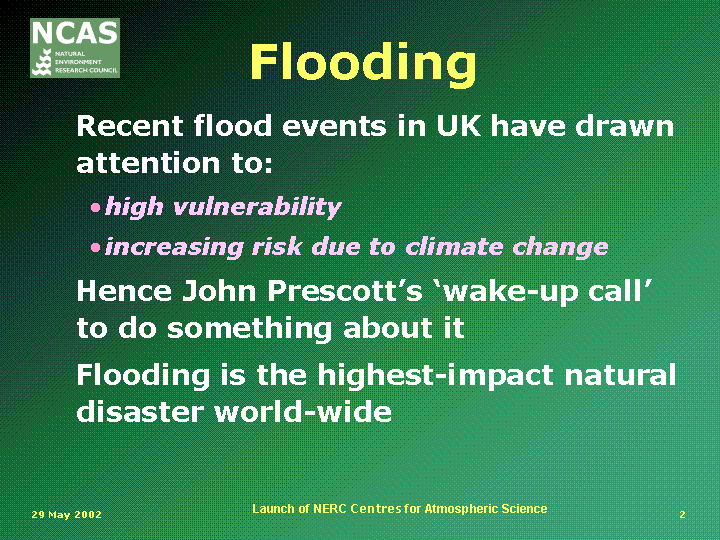 NCAS
NATURAL
ENVIRONMENT
RESEARCH COUNCIL
Flooding
Recent flood events in UK have drawn
attention to:
•high vulnerability
•increasing risk due to climate change
Hence John Prescott’s ‘wake-up call’
to do something about it
Flooding is the highest-impact natural
disaster world-wide
29 May 2002
Launch of NERC Centres for Atmospheric Science
2